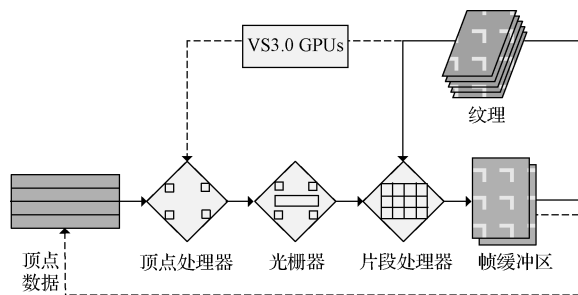 VS3.0 GPUs
纹理
顶点
数据
顶点处理器
光栅器
片段处理器
帧缓冲区